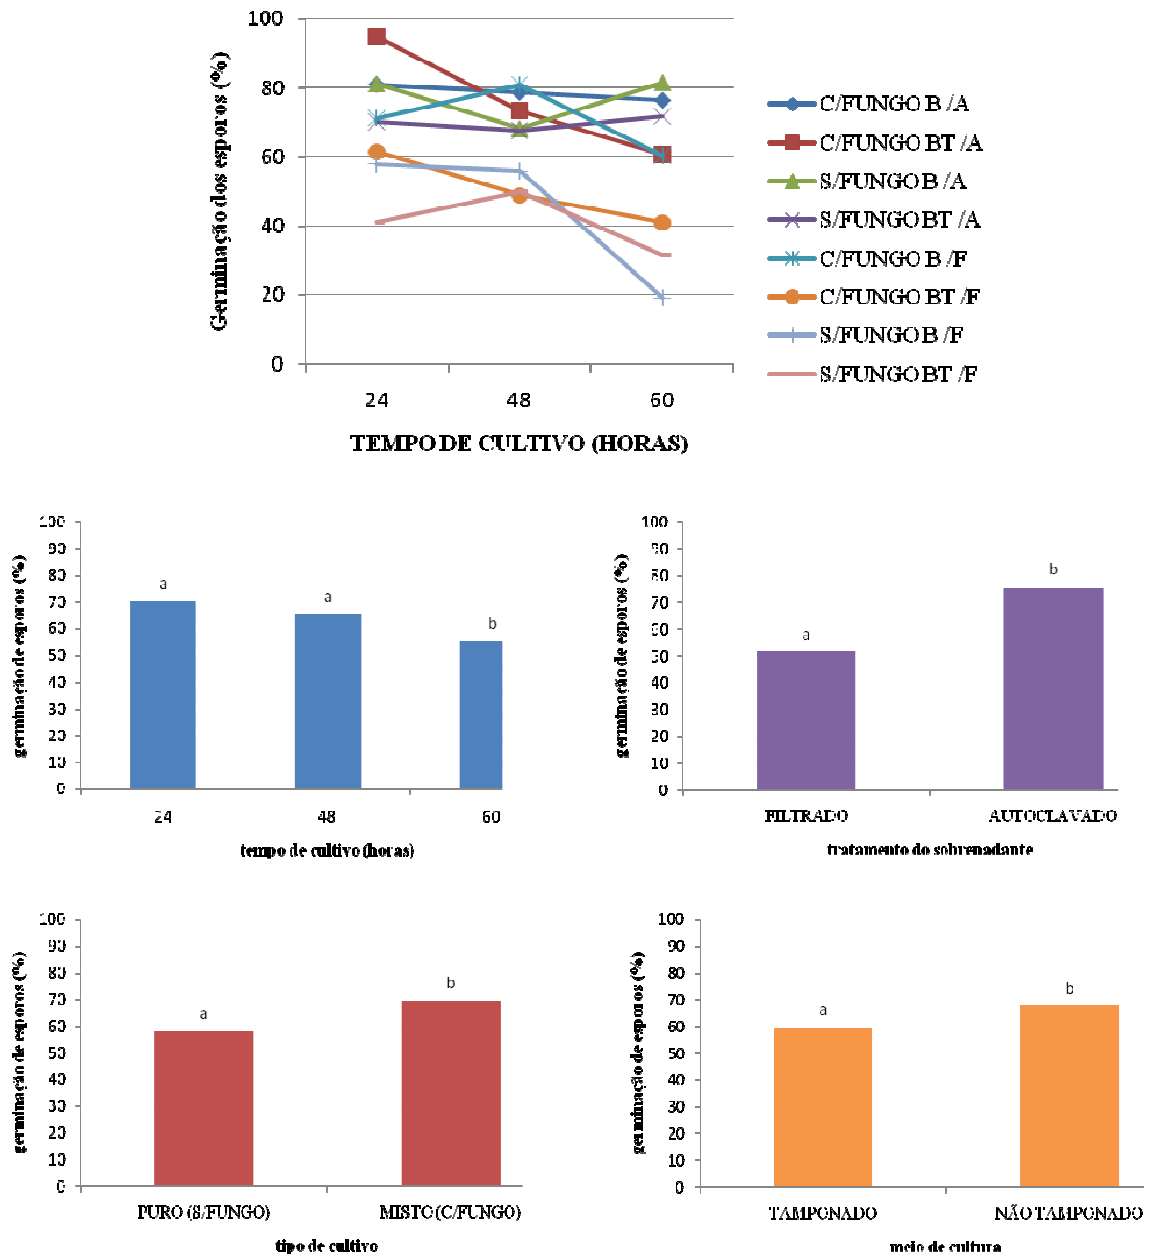 Germinação dos esporos (%)
100
80
60
40
20
0
24 48 60
TEMPO DE CULTIVO (HORAS)
C/FUNGO B /A
C/FUNGO BT /A
S/FUNGO B /A
S/FUNGO BT /A
C/FUNGO B /F
C/FUNGO BT /F
S/FUNGO B /F
S/FUNGO BT /F
germinação de esporos (%)
100
90
80
70
60
50
40
30
20
10
0
a a b
24 48 60
tempo de cultivo (horas)
germinação de esporos (%)
100
90
80
70
60
50
40
30
20
10
0
a b
FILTRADO AUTOCLAVADO
tratamento do sobrenadante
germinação de esporos (%)
100
90
80
70
60
50
40
30
20
10
0
a b
PURO (S/FUNGO) MISTO (C/FUNGO)
tipo de cultivo
germinação de esporos (%)
100
90
80
70
60
50
40
30
20
10
0
a b
TAMPONADO NÃO TAMPONADO
meio de cultura